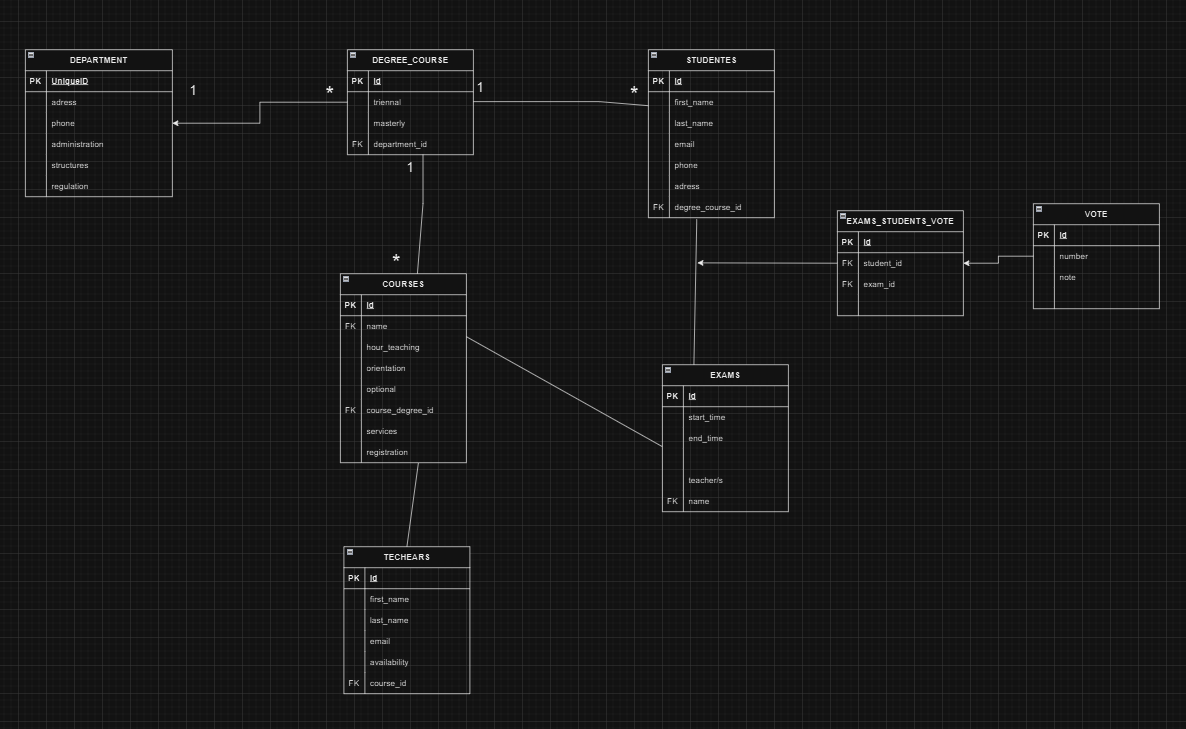 DEPARTMENT
PK UniqueID
adress
phone
administration
structures
regulation
1
*
DEGREE_COURSE
PK Id
triennal
masterly
FK department_id
1
*
1
*
STUDENTES
PK Id
first_name
last_name
email
phone
adress
FK degree_course_id
EXAMS_STUDENTS_VOTE
PK Id
FK student_id
FK exam_id
VOTE
PK Id
number
note
COURSES
PK Id
FK name
hour_teaching
orientation
optional
FK course_degree_id
services
registration
EXAMS
PK Id
start_time
end_time
teacher/s
FK name
TECHEARS
PK Id
first_name
last_name
email
availability
FK course_id